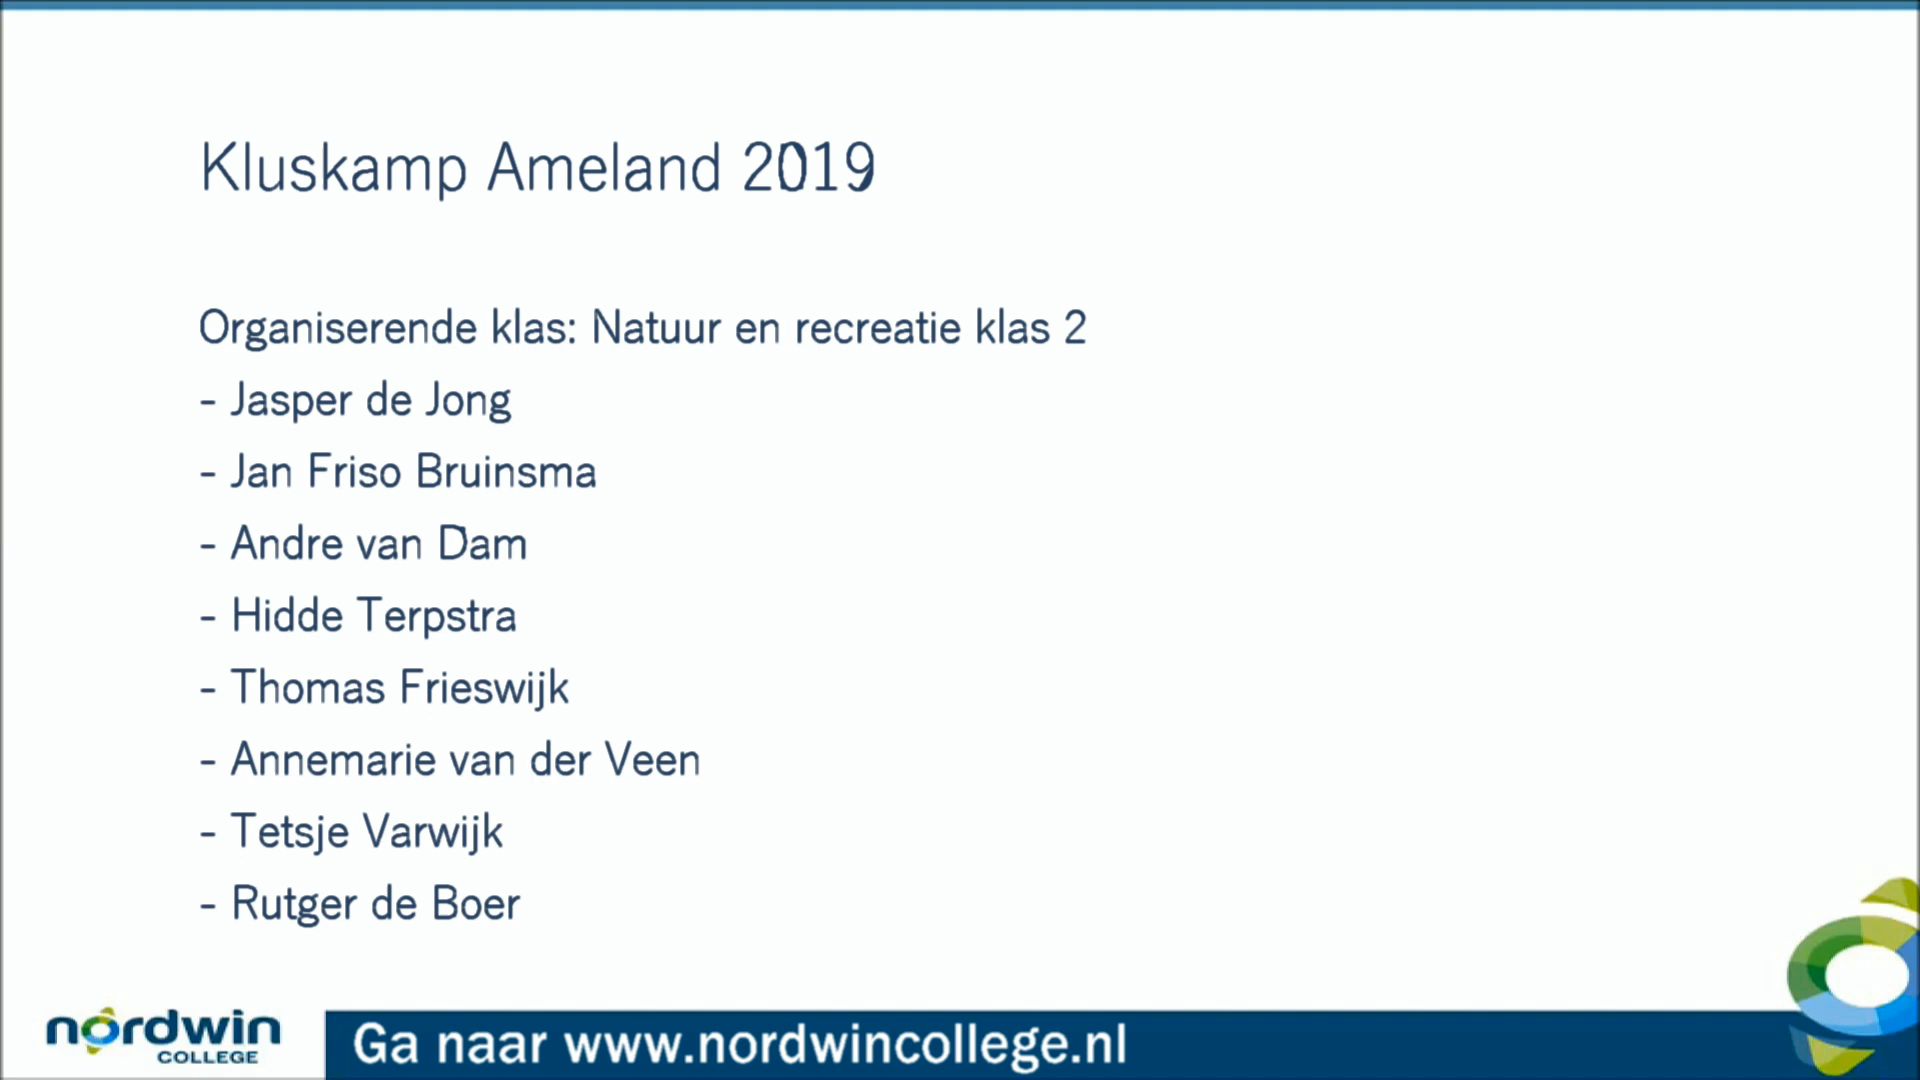 Kluskamp Ameland 2019
Organiserende klas: Natuur en recreatie klas 2
- Jasper de Jong
- Jan Friso Bruinsma
- Andre van Dam
- Hidde Terpstra
- Thomas Frieswijk
- Annemarie van der Veen
- Tetsje Varwijk
- Rutger de Boer
nordwin
COLLEGE
Ga naar www.nordwincollege.nl